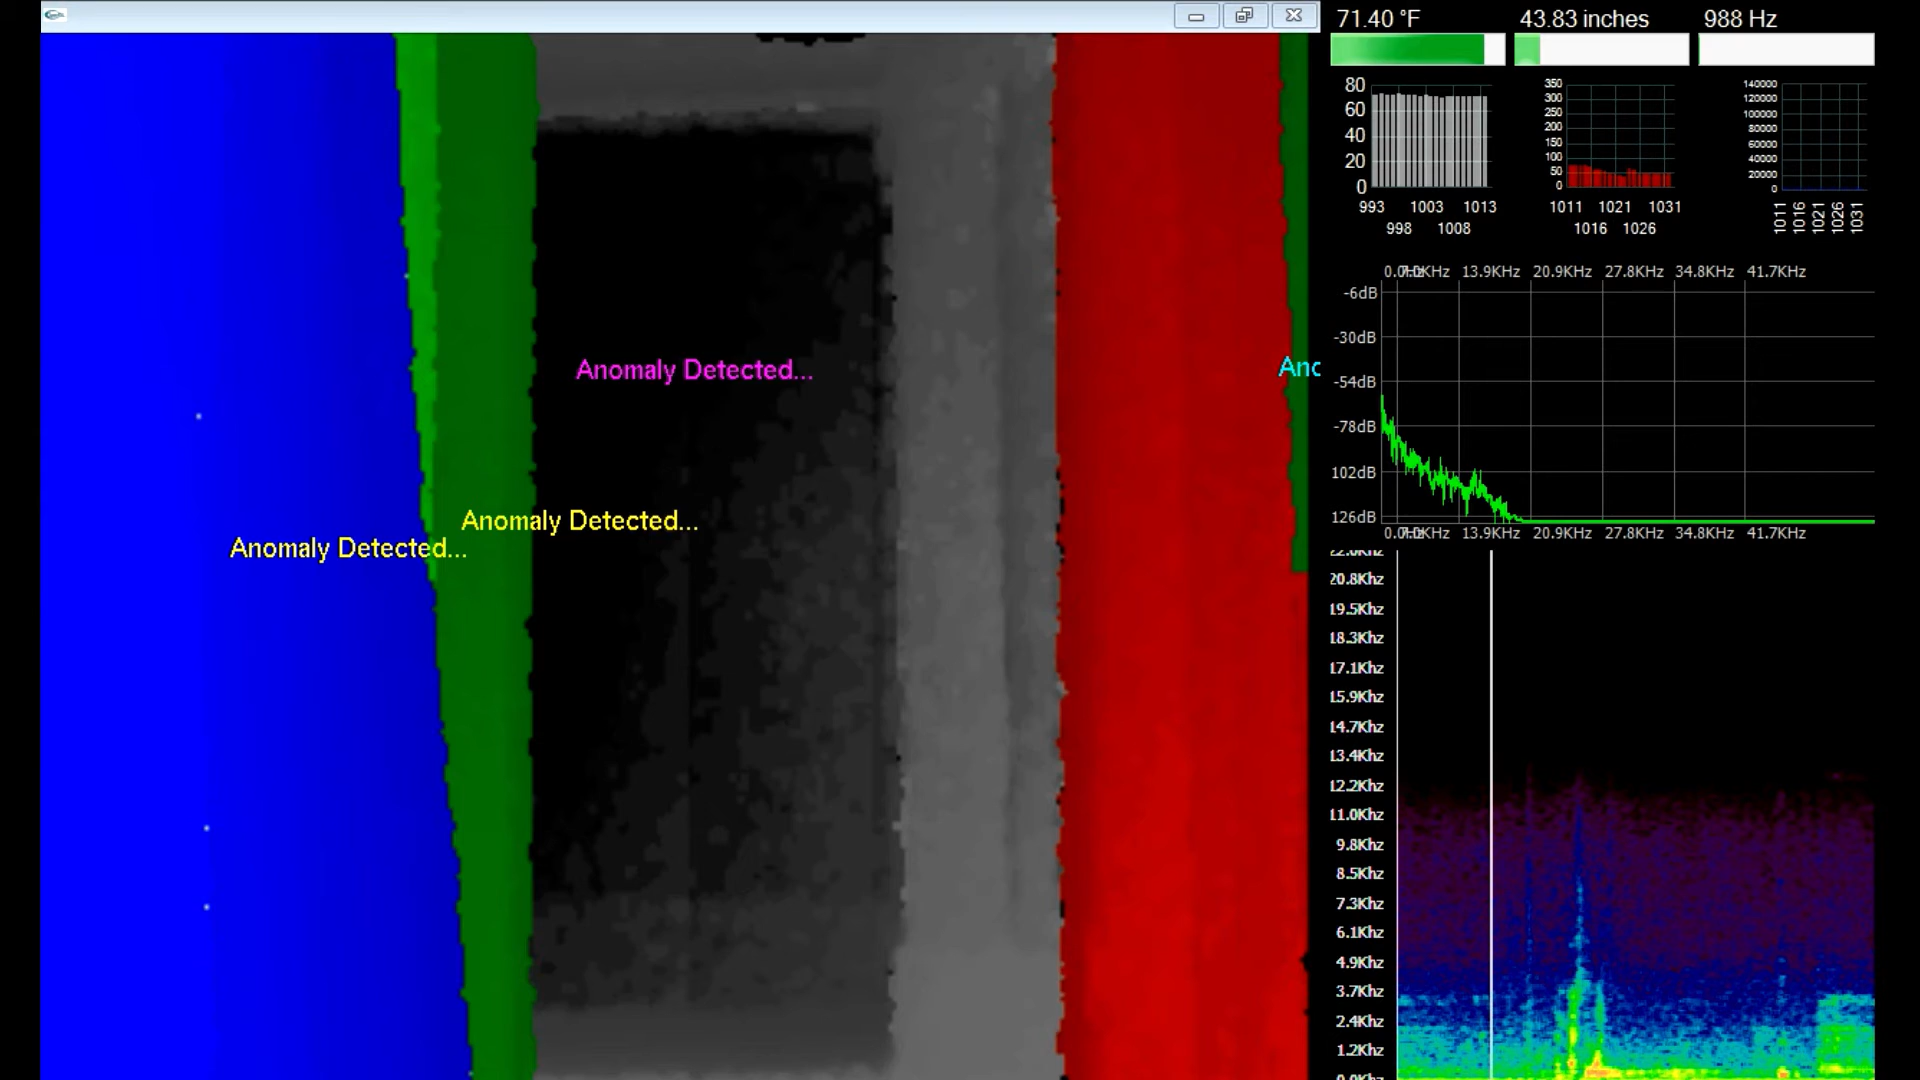 71.40 °F
43.83 inches
988 Hz
80
60
40
20
0
993 1003 1013
998 1008
350
300
250
200
150
100
50
0
1011 1021 1031
1016 1026
140000
120000
100000
80000
60000
40000
20000
0
1011
1016
1021
1026
1031
13.9KHz 20.9KHz 27.8KHz 34.8KHz 41.7KHz
-6dB
-30dB
-54dB
-78dB
102dB
126dB
13.9KHz 20.9KHz 27.8KHz 34.8KHz 41.7KHz
Anomaly Detected...
Anc
Anomaly Detected...
Anomaly Detected...
20.8Khz
19.5Khz
18.3Khz
17.1Khz
15.9Khz
14.7Khz
13.4Khz
12.2Khz
11.0Khz
9.8Khz
8.5Khz
7.3Khz
6.1Khz
4.9Khz
3.7Khz
2.4Khz
1.2Khz